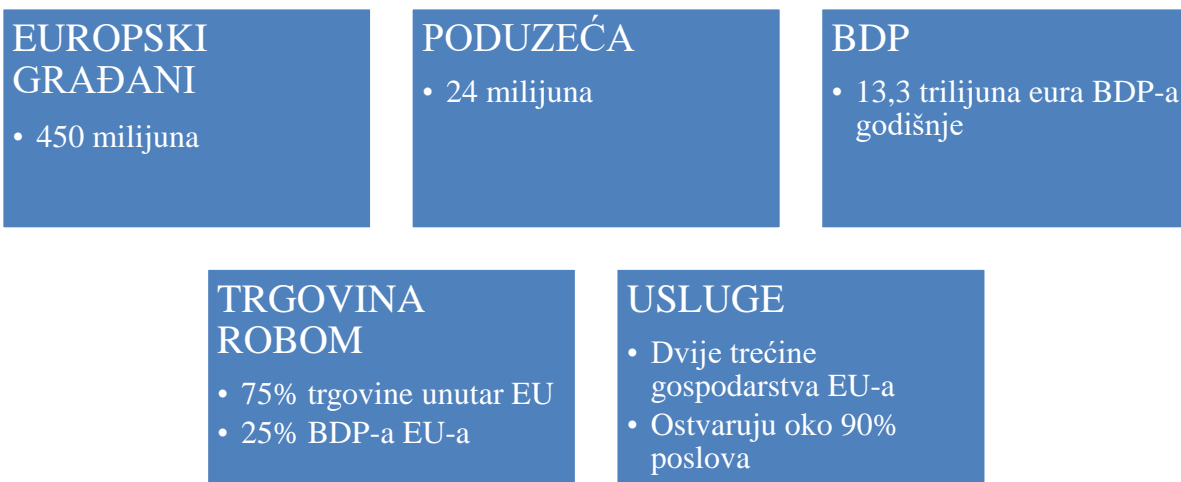 EUROPSKI
GRAĐANI
• 450 milijuna
PODUZEĆA
• 24 milijuna
BDP
• 13,3 trilijuna eura BDP-a
godišnje
TRGOVINA
ROBOM
• 75% trgovine unutar EU
• 25% BDP-a EU-a
USLUGE
• Dvije trećine
gospodarstva EU-a
• Ostvaruju oko 90%
poslova